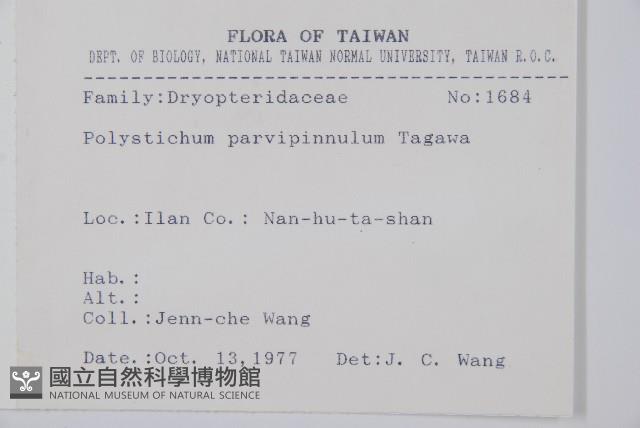 FLORA OF TAIWAN
DEPT. OF BIOLOGY, NATIONAL TAIWAN NORMAL UNIVERSITY, TAIWAN R.O.C.
Family:Dryopteridaceae No:1684
Polystichum parvipinnulum Tagawa
Loc.:Ilan Co.: Nan-hu-ta-shan
Hab.:
Alt.:
Coll.:Jenn-che Wang
Date.:Oct. 13,1977 Det:J. C. Wang
國立自然科學博物館
NATIONAL MUSEUM OF NATURAL SCIENCE